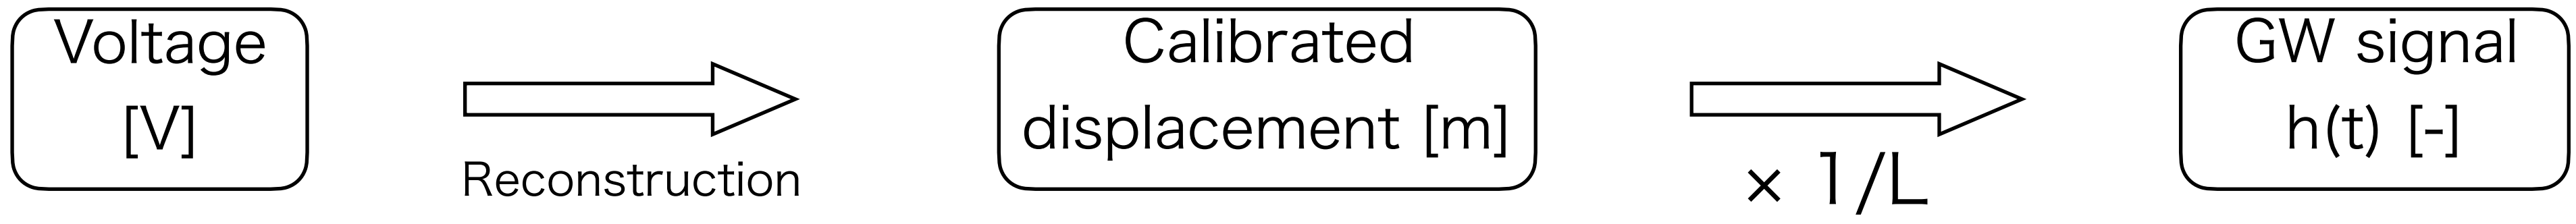 Voltage
[V]
Reconstruction
Calibrated
displacement [m]
× 1/L
GW signal
h(t) [-]